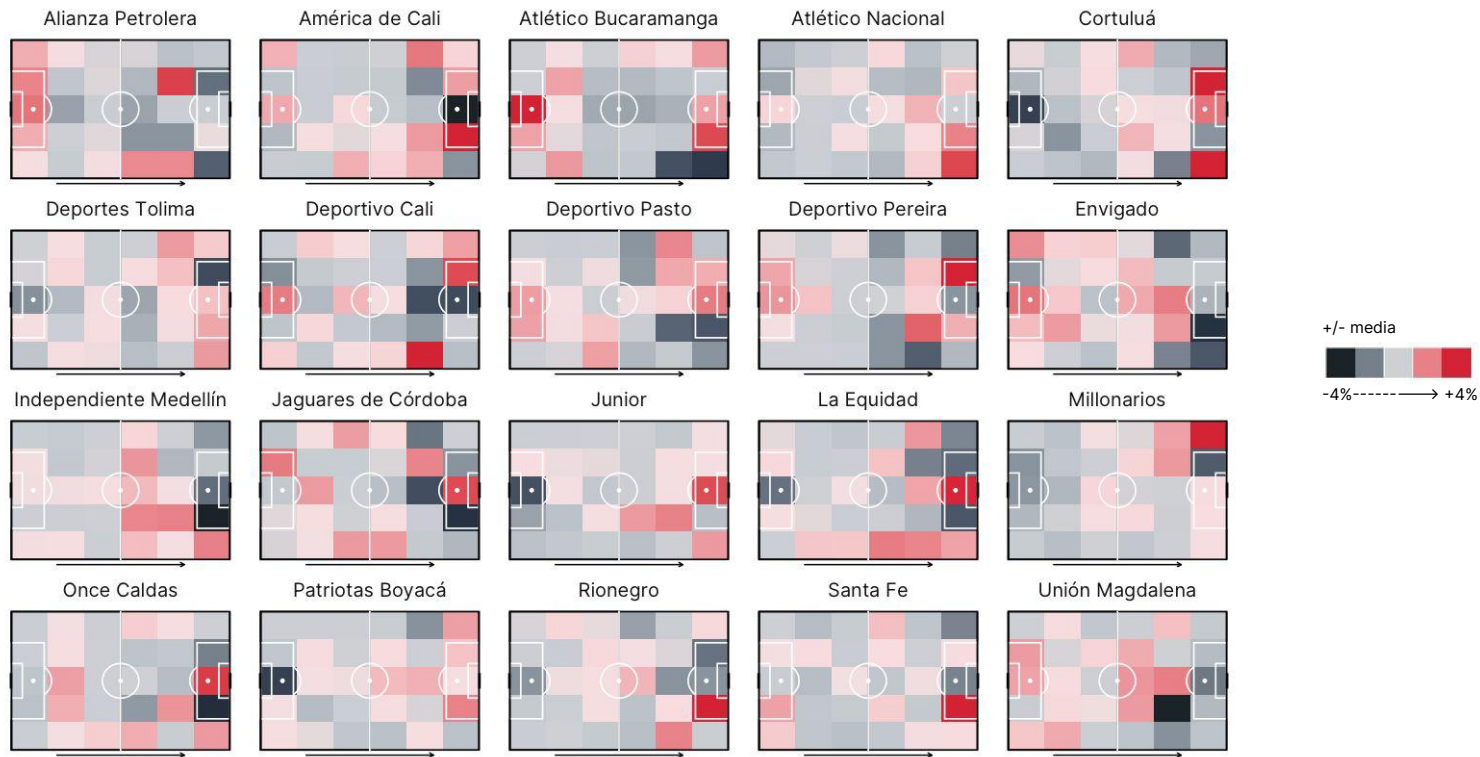 Alianza Petrolera
América de Cali
Atlético Bucaramanga
Atlético Nacional
Cortuluá
Deportes Tolima
Deportivo Cali
Deportivo Pasto
Deportivo Pereira
Envigado
+/- media
-4%------→ +4%
Independiente Medellín
Jaguares de Córdoba
Junior
La Equidad
Millonarios
Once Caldas
Patriotas Boyacá
Rionegro
Santa Fe
Unión Magdalena